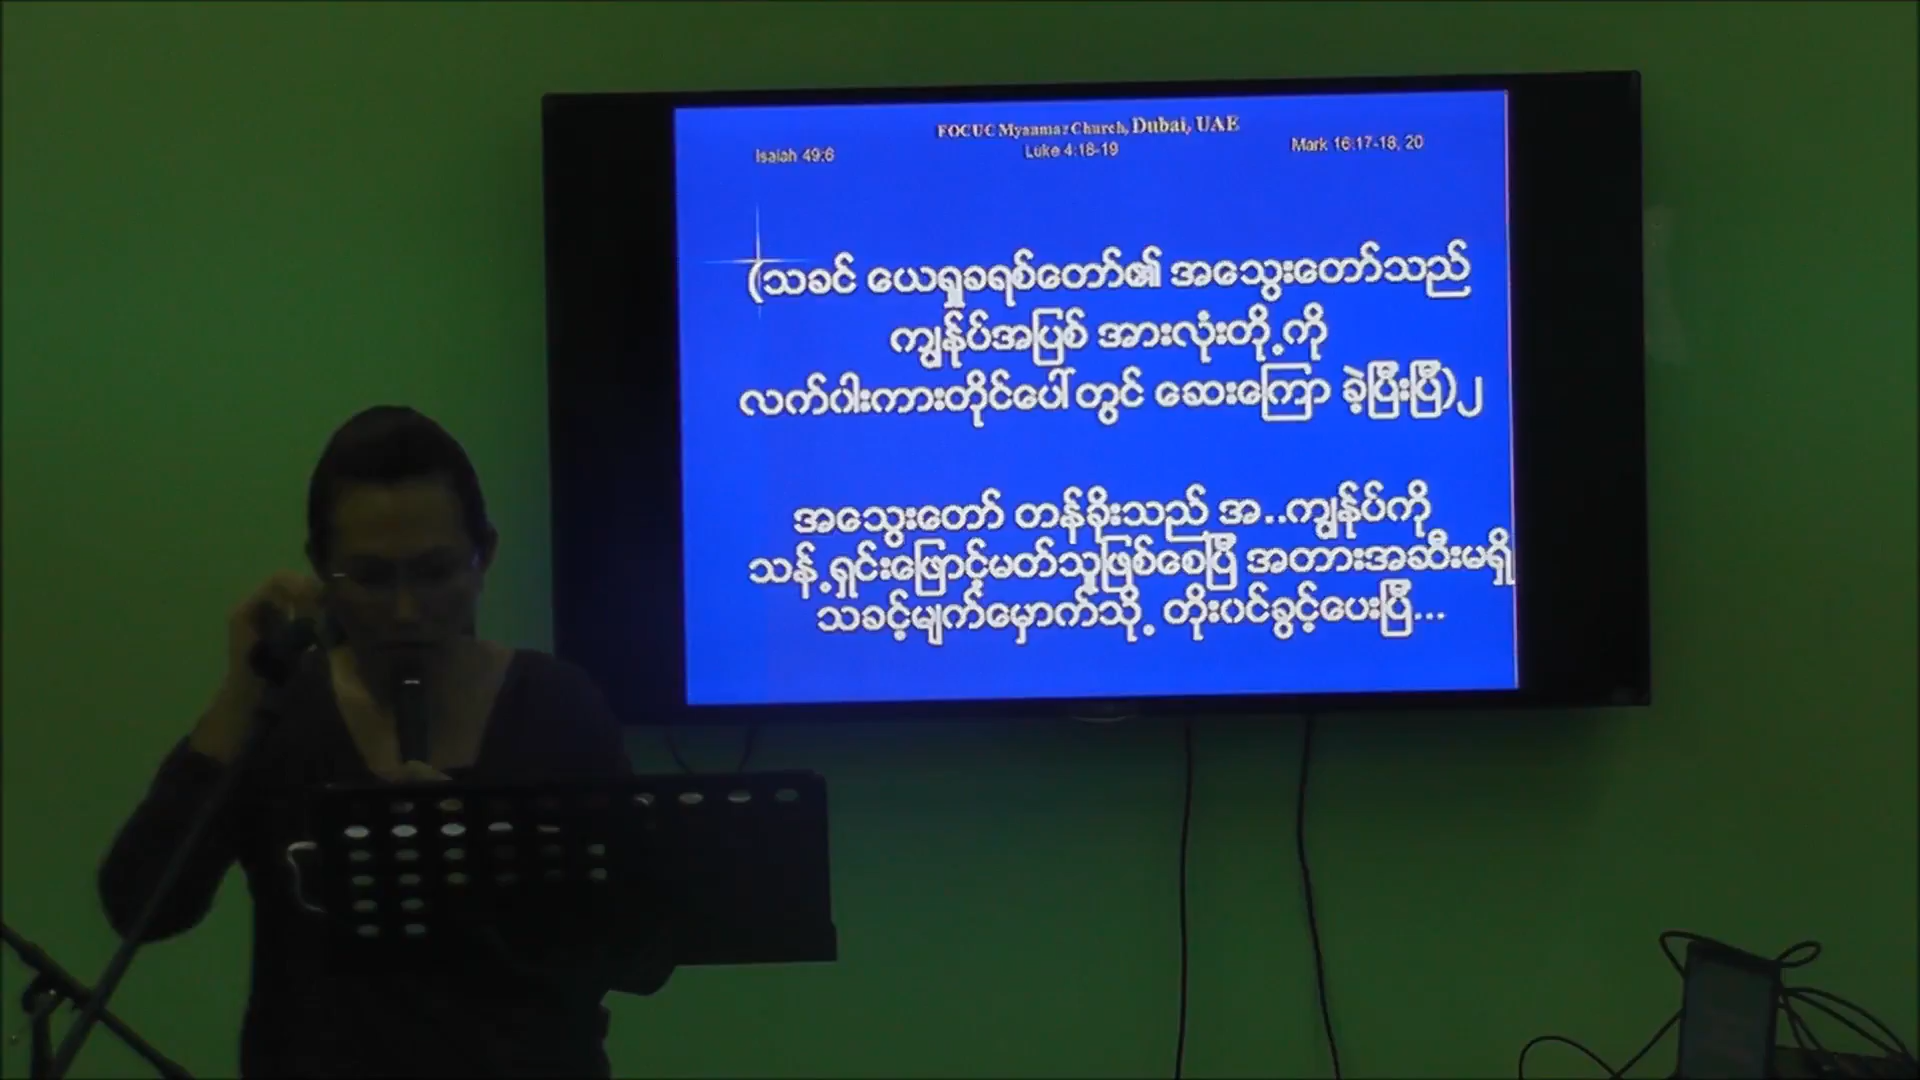 FOCUC Myanmar Church, Dubai, UAE
Isaiah 49:6 Luke 4:18-19 Mark 16:17-18, 20
(သခင် ယေရှုခရစ်တော်၏ အသွေးတော်သည်
ကျွန်ုပ်အပြစ် အားလုံးတို့ကို
လက်ဝါးကားတိုင်ပေါ်တွင် ဆေးကြော ခဲ့ပြီးပြီ)၂
အသွေးတော် တန်ခိုးသည် အ..ကျွန်ုပ်ကို
သန့်ရှင်းဖြောင့်မတ်သူဖြစ်စေပြီ အတားအဆီးမရှိ
သခင့်မျက်မှောက်သို့ တိုးဝင်ခွင့်ပေးပြီ...